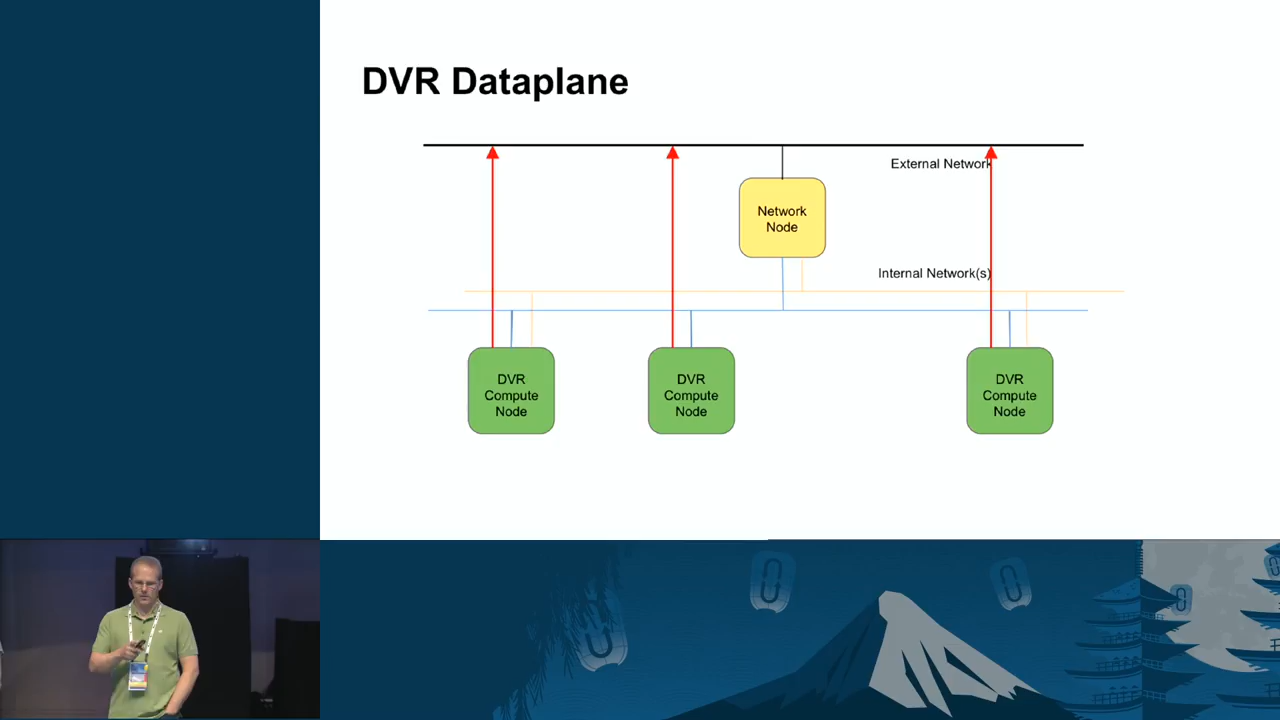 DVR Dataplane
External Network
Network
Node
Internal Network(s)
DVR
Compute
Node
DVR
Compute
Node
DVR
Compute
Node